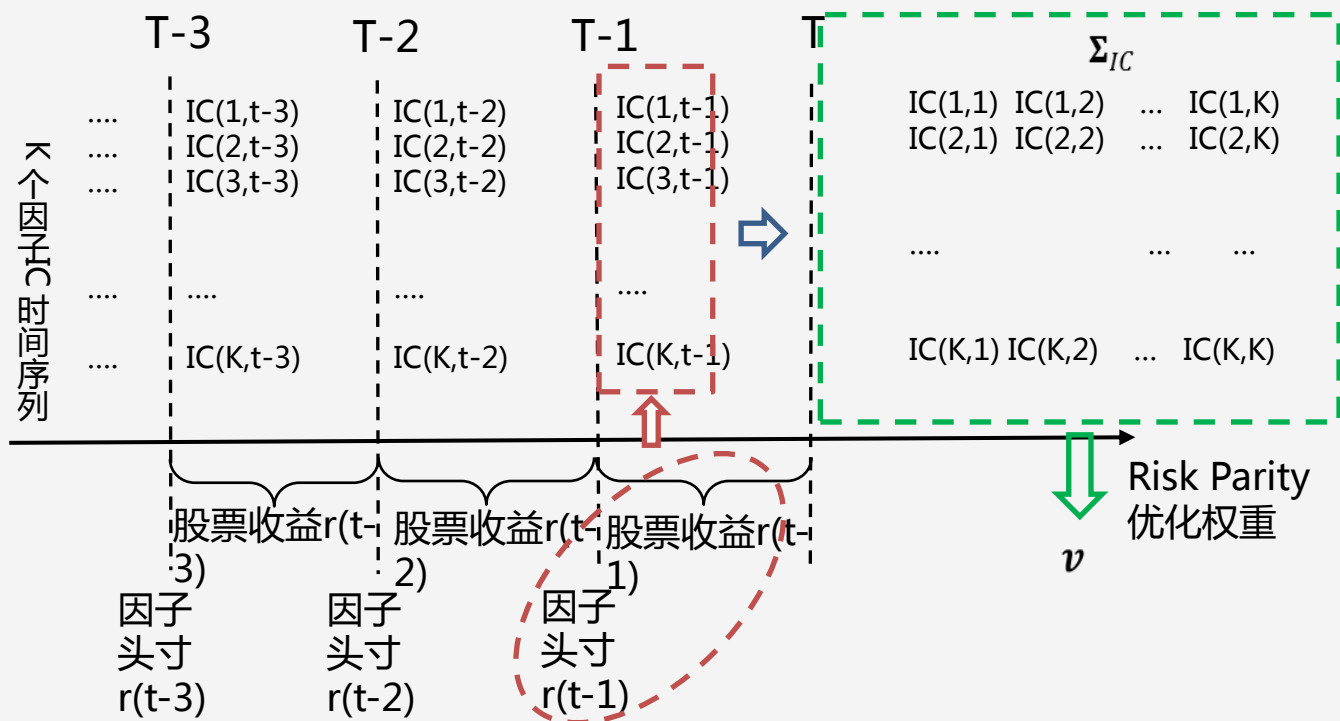 T-3 T-2 T-1 T
K个因子IC时间序列
.... IC(1,t-3) IC(1,t-2) IC(1,t-1)
.... IC(2,t-3) IC(2,t-2) IC(2,t-1)
.... IC(3,t-3) IC(3,t-2) IC(3,t-1)
.... .... .... ....
.... IC(K,t-3) IC(K,t-2) IC(K,t-1)
Σ_IC
IC(1,1) IC(1,2) ... IC(1,K)
IC(2,1) IC(2,2) ... IC(2,K)
.... ... ...
IC(K,1) IC(K,2) ... IC(K,K)
股票收益r(t-
3)
股票收益r(t-
2)
股票收益r(t-
1)
因子
头寸
r(t-3)
因子
头寸
r(t-2)
因子
头寸
r(t-1)
Risk Parity
优化权重
v